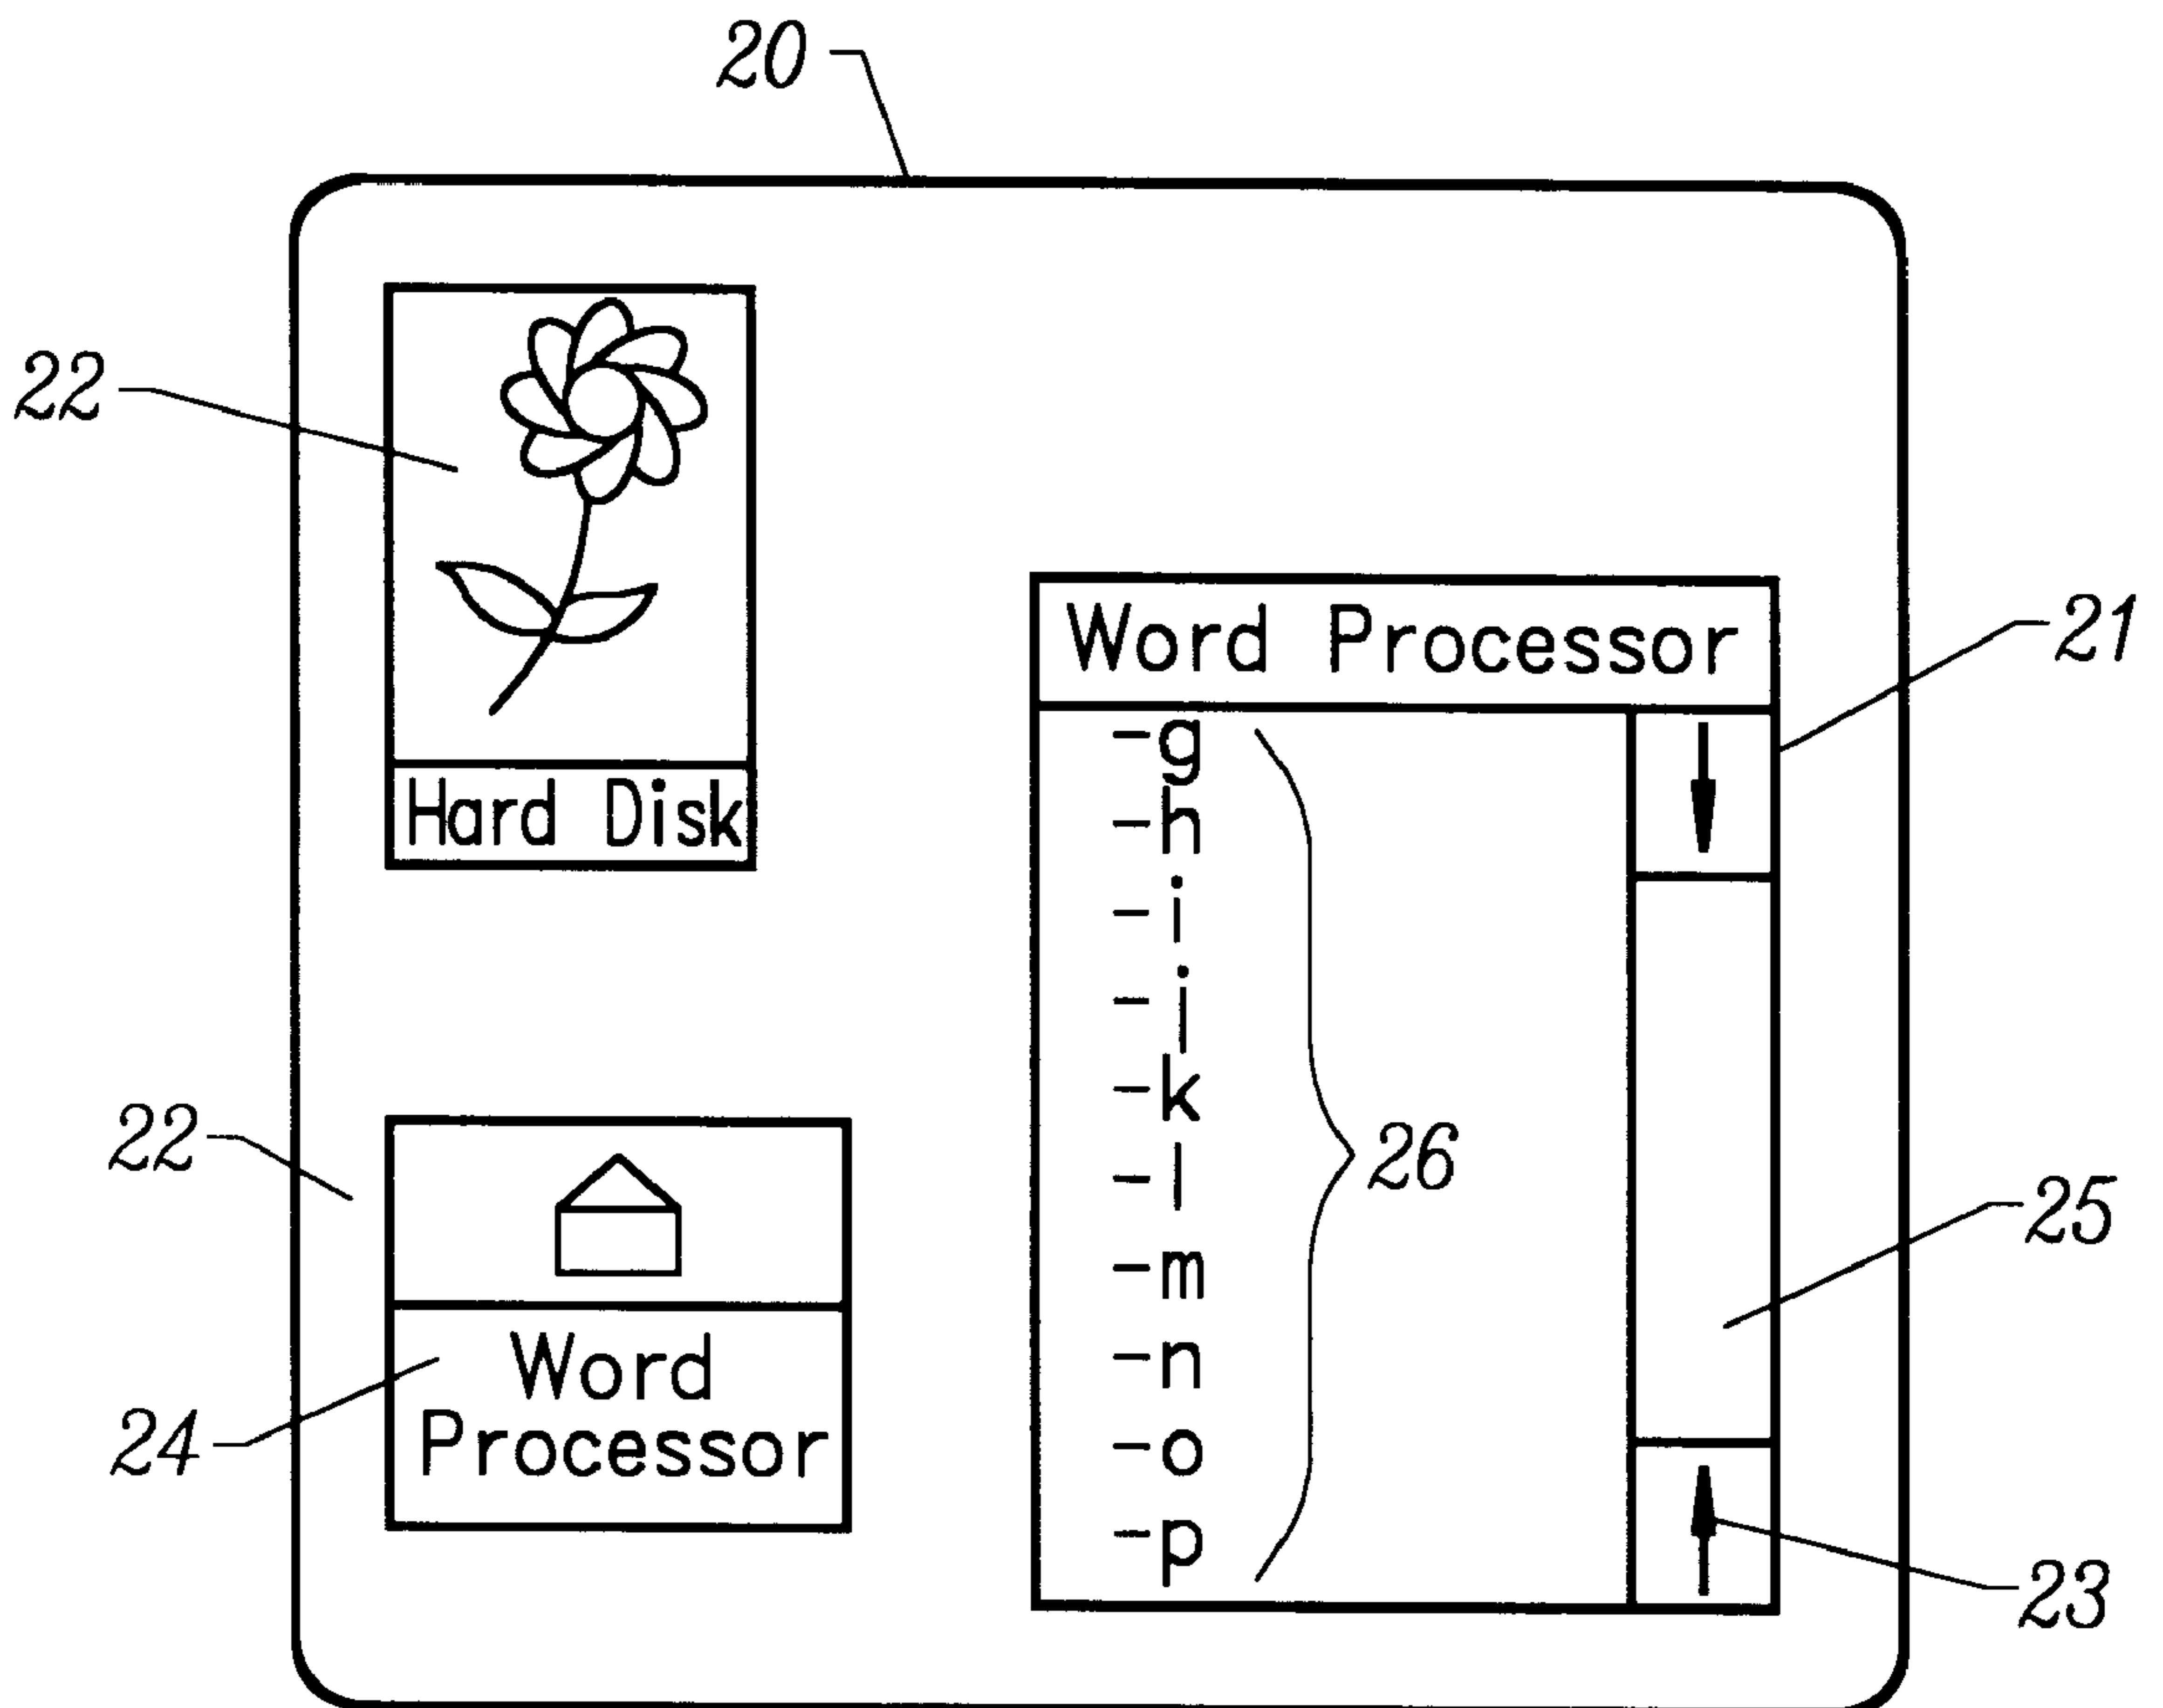 20
22
Hard Disk
Word Processor
21
-g
-h
-i
-j
-k
-l
-m
-n
-o
-p
26
22
24
Word
Processor
25
23